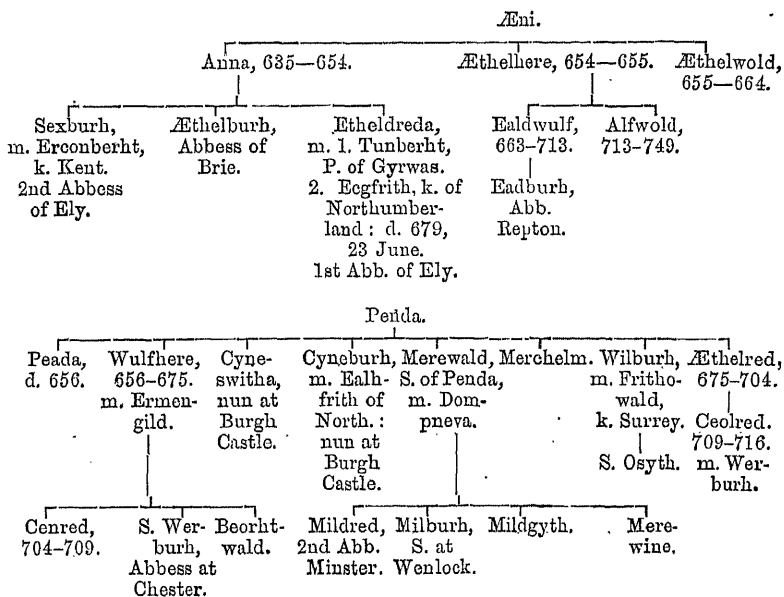 Æni.
Anna, 635—654. Æthelhere, 654—655. Æthelwold,
655—664.
Sexburh, Æthelburh, Etheldreda, Ealdwulf, Alfwold,
m. Erconberht, Abbess of m. 1. Tunberht, 663-713. 713-749.
k. Kent. Brie. P. of Gyrwas.
2nd Abbess 2. Ecgfrith, k. of Eadburh,
of Ely. Northumber- Abb.
land: d. 679, Repton.
23 June.
1st Abb. of Ely.
Penda.
Peada, Wulfhere, Cyne- Cyneburh, Merewald, Merchelm. Wilburh, Æthelred,
d. 656. 656-675. switha, m. Ealh- S. of Penda, m. Fritho- 675-704.
m. Ermen- nun at frith of m. Dom- wald,
gild. Burgh North.: pneva. k. Surrey. Ceolred.
Castle. nun at 709-716.
Burgh S. Osyth. m. Wer-
Castle. burh.
Cenred, S. Wer- Beorht- Mildred, Milburh, Mildgyth. Mere-
704-709. burh, wald. 2nd Abb. S. at wine.
Abbess at Minster. Wenlock.
Chester.